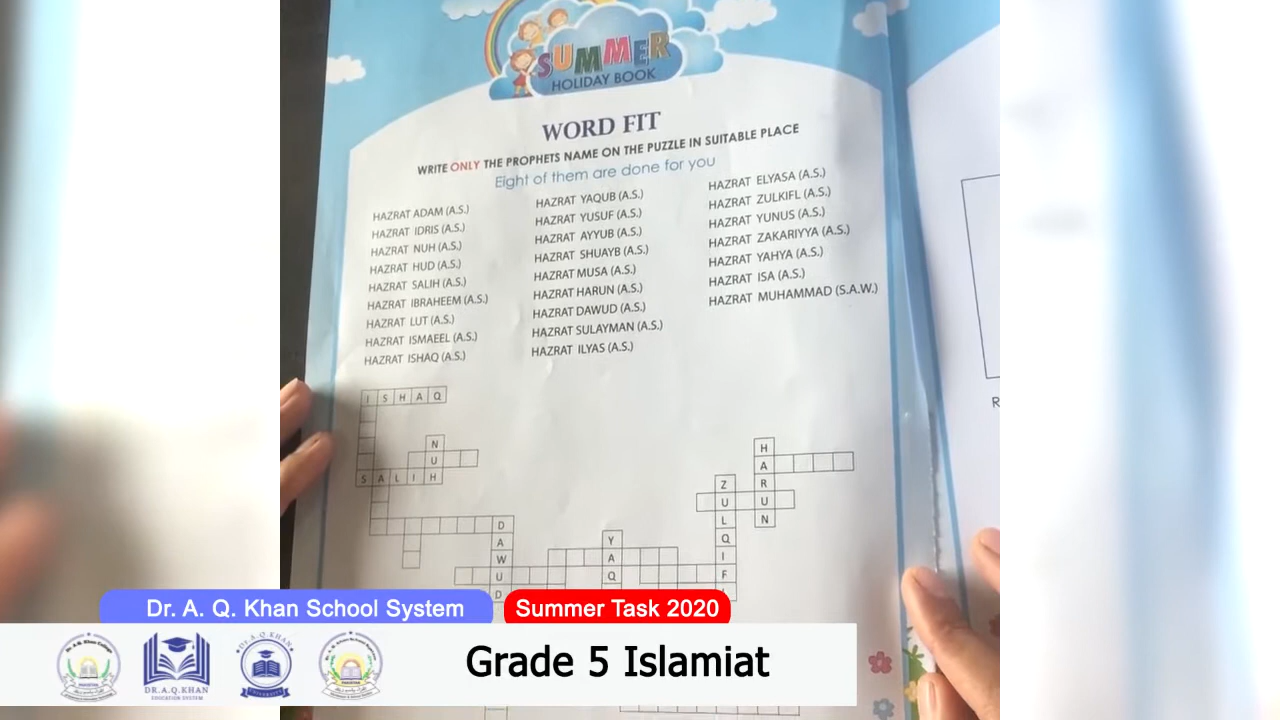 SUMMER
HOLIDAY BOOK
WORD FIT
WRITE ONLY THE PROPHETS NAME ON THE PUZZLE IN SUITABLE PLACE
Eight of them are done for you
HAZRAT ADAM (A.S.)
HAZRAT IDRIS (A.S.)
HAZRAT NUH (A.S.)
HAZRAT HUD (A.S.)
HAZRAT SALIH (A.S.)
HAZRAT IBRAHEEM (A.S.)
HAZRAT LUT (A.S.)
HAZRAT ISMAEEL (A.S.)
HAZRAT ISHAQ (A.S.)
HAZRAT YAQUB (A.S.)
HAZRAT YUSUF (A.S.)
HAZRAT AYYUB (A.S.)
HAZRAT SHUAYB (A.S.)
HAZRAT MUSA (A.S.)
HAZRAT HARUN (A.S.)
HAZRAT DAWUD (A.S.)
HAZRAT SULAYMAN (A.S.)
HAZRAT ILYAS (A.S.)
HAZRAT ELYASA (A.S.)
HAZRAT ZULKIFL (A.S.)
HAZRAT YUNUS (A.S.)
HAZRAT ZAKARIYYA (A.S.)
HAZRAT YAHYA (A.S.)
HAZRAT ISA (A.S.)
HAZRAT MUHAMMAD (S.A.W.)
ISHAQ
NUH
SALIH
DAWUD
YAQ
ZULQIF
HARUN
R
Dr. A. Q. Khan School System
Summer Task 2020
DR.A.Q.KHAN
EDUCATION SYSTEM
Grade 5 Islamiat